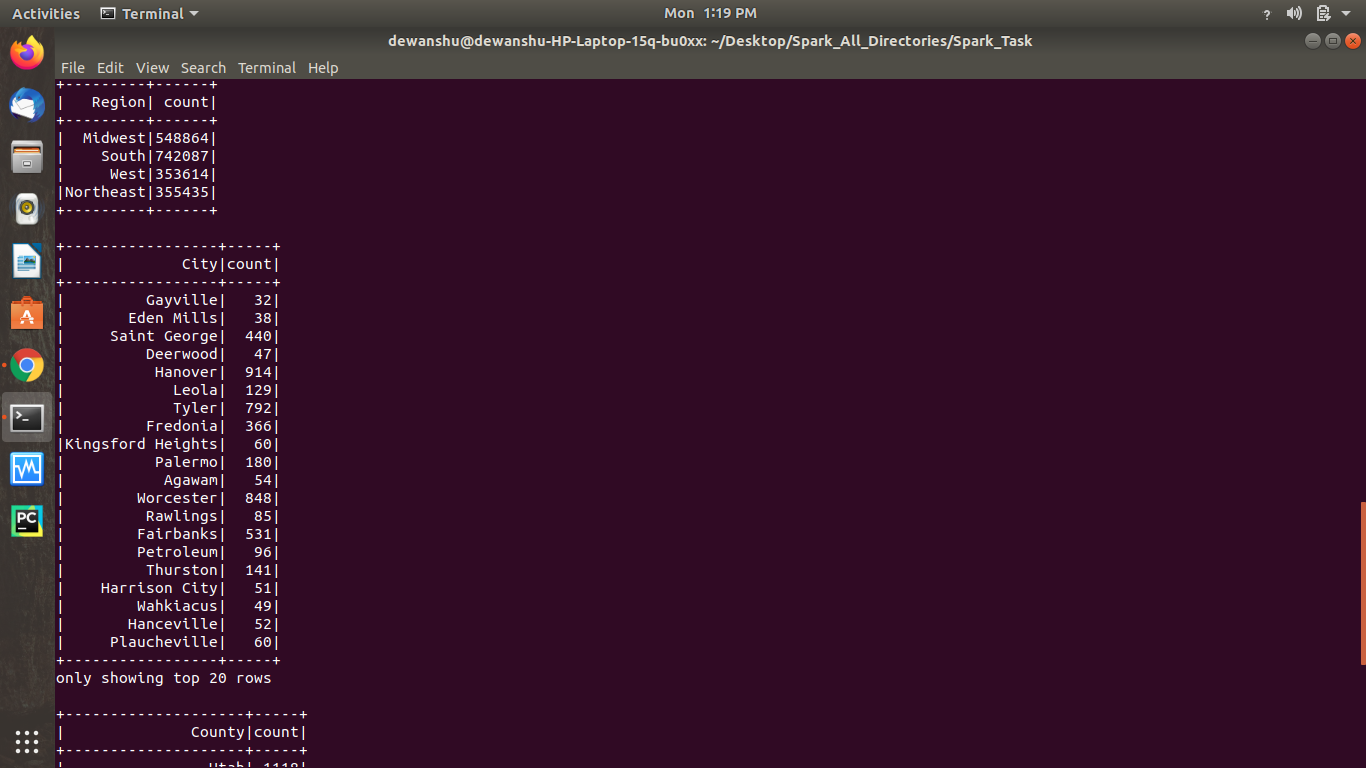 Activities Terminal Mon 1:19 PM ?
dewanshu@dewanshu-HP-Laptop-15q-bu0xx: ~/Desktop/Spark_All_Directories/Spark_Task
File Edit View Search Terminal Help
+---------+------+
|   Region| count|
+---------+------+
|  Midwest|548864|
|    South|742087|
|     West|353614|
|Northeast|355435|
+---------+------+
+-----------------+-----+
|             City|count|
+-----------------+-----+
|         Gayville|   32|
|       Eden Mills|   38|
|     Saint George|  440|
|         Deerwood|   47|
|          Hanover|  914|
|            Leola|  129|
|            Tyler|  792|
|         Fredonia|  366|
|Kingsford Heights|   60|
|          Palermo|  180|
|           Agawam|   54|
|        Worcester|  848|
|         Rawlings|   85|
|        Fairbanks|  531|
|        Petroleum|   96|
|         Thurston|  141|
|    Harrison City|   51|
|        Wahkiacus|   49|
|       Hanceville|   52|
|     Plaucheville|   60|
+-----------------+-----+
only showing top 20 rows
+--------------------+-----+
|              County|count|
+--------------------+-----+
|                Utah| 1118|
PC